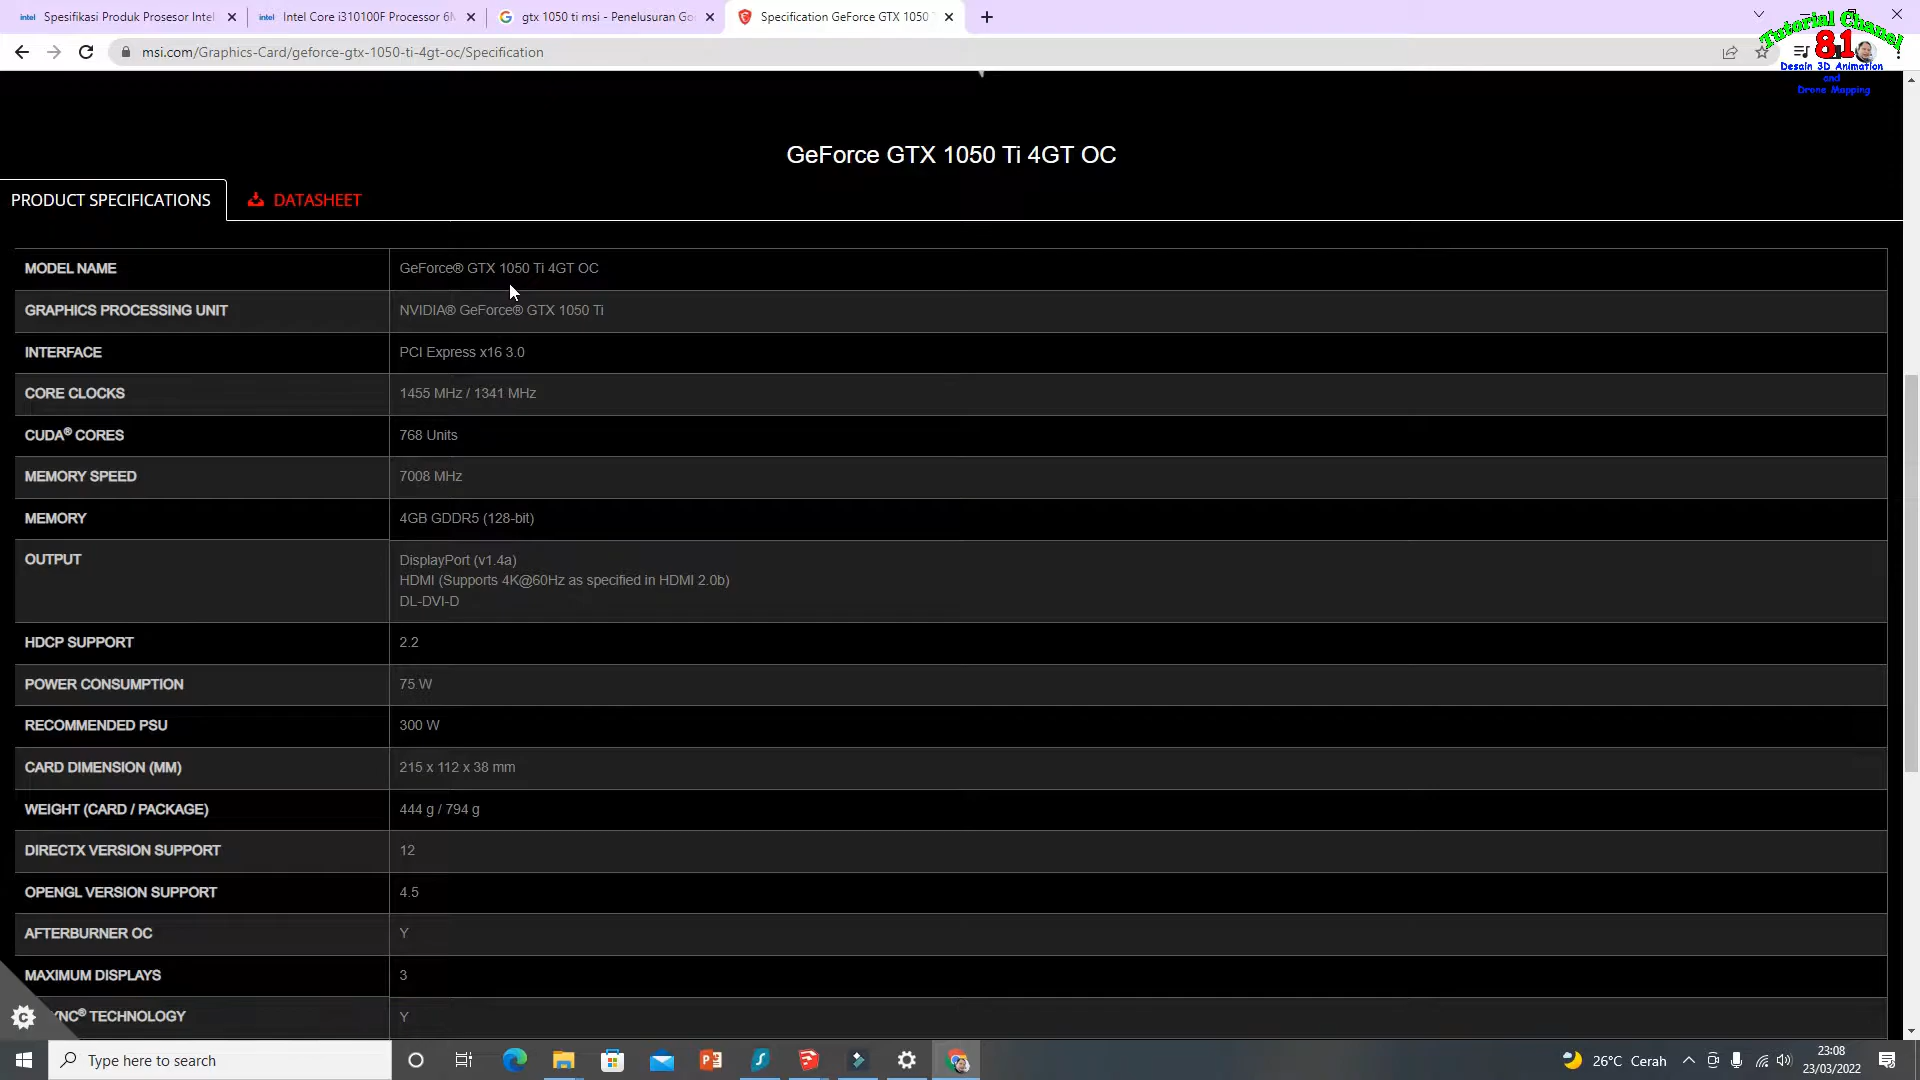 intel Spesifikasi Produk Prosesor Intel
intel Intel Core i310100F Processor 6M
gtx 1050 ti msi - Penelusuran Go
Specification GeForce GTX 1050
msi.com/Graphics-Card/geforce-gtx-1050-ti-4gt-oc/Specification
Tutorial Chanel
81
Desain 3D Animation
and
Drone Mapping
GeForce GTX 1050 Ti 4GT OC
PRODUCT SPECIFICATIONS
DATASHEET
MODEL NAME GeForce® GTX 1050 Ti 4GT OC
GRAPHICS PROCESSING UNIT NVIDIA® GeForce® GTX 1050 Ti
INTERFACE PCI Express x16 3.0
CORE CLOCKS 1455 MHz / 1341 MHz
CUDA® CORES 768 Units
MEMORY SPEED 7008 MHz
MEMORY 4GB GDDR5 (128-bit)
OUTPUT DisplayPort (v1.4a)
HDMI (Supports 4K@60Hz as specified in HDMI 2.0b)
DL-DVI-D
HDCP SUPPORT 2.2
POWER CONSUMPTION 75 W
RECOMMENDED PSU 300 W
CARD DIMENSION (MM) 215 x 112 x 38 mm
WEIGHT (CARD / PACKAGE) 444 g / 794 g
DIRECTX VERSION SUPPORT 12
OPENGL VERSION SUPPORT 4.5
AFTERBURNER OC Y
MAXIMUM DISPLAYS 3
YNC® TECHNOLOGY Y
Type here to search
26°C Cerah
23:08
23/03/2022